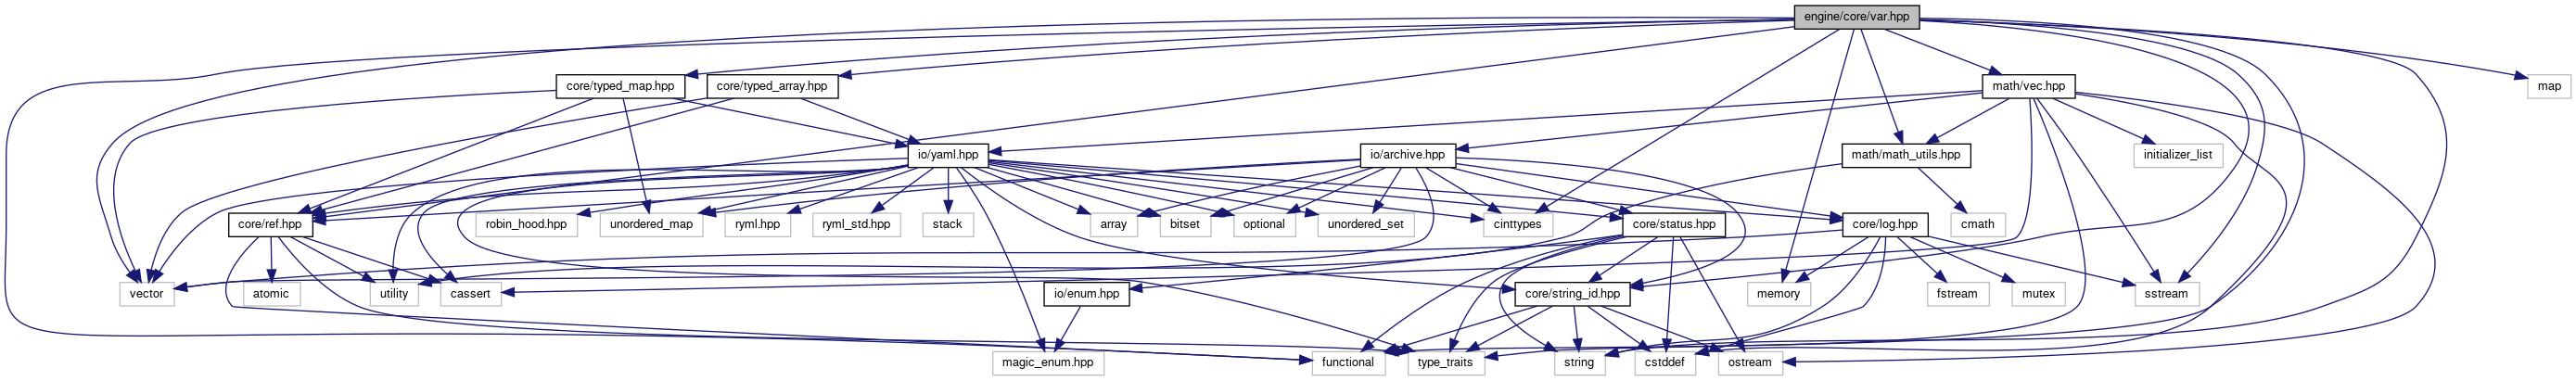 engine/core/var.hpp
core/typed_map.hpp
core/typed_array.hpp
math/vec.hpp
map
io/yaml.hpp
io/archive.hpp
math/math_utils.hpp
initializer_list
core/ref.hpp
robin_hood.hpp
unordered_map
ryml.hpp
ryml_std.hpp
stack
array
bitset
optional
unordered_set
cinttypes
core/status.hpp
core/log.hpp
cmath
vector
atomic
utility
cassert
io/enum.hpp
core/string_id.hpp
memory
fstream
mutex
sstream
magic_enum.hpp
functional
type_traits
string
cstddef
ostream